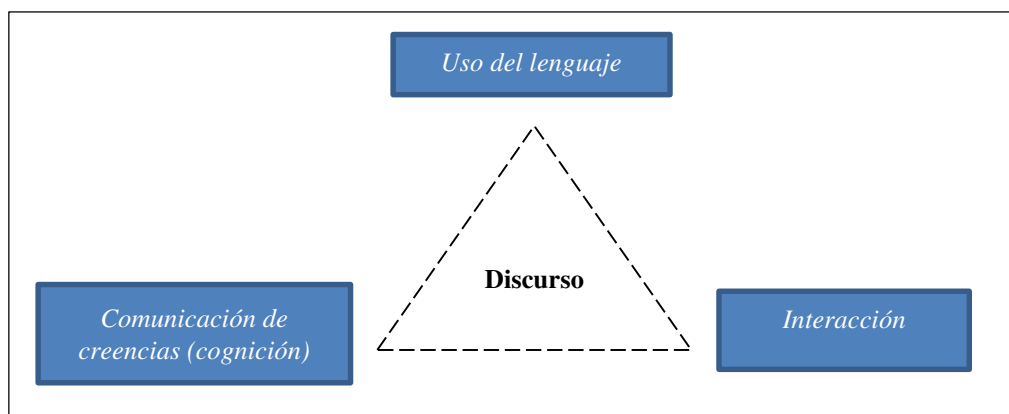 Uso del lenguaje
Discurso
Comunicación de
creencias (cognición)
Interacción